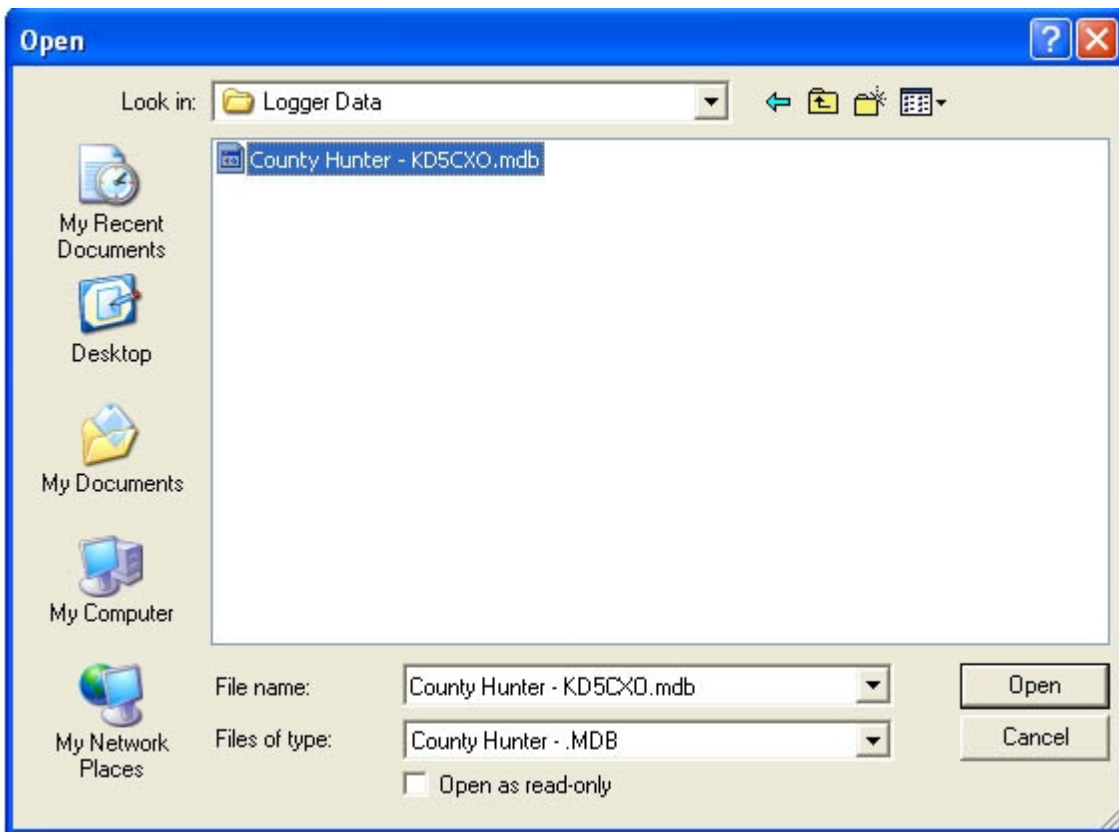 Open
Look in:
Logger Data
County Hunter - KD5CXO.mdb
My Recent
Documents
Desktop
My Documents
My Computer
My Network
Places
File name:
County Hunter - KD5CXO.mdb
Open
Files of type:
County Hunter - .MDB
Cancel
Open as read-only